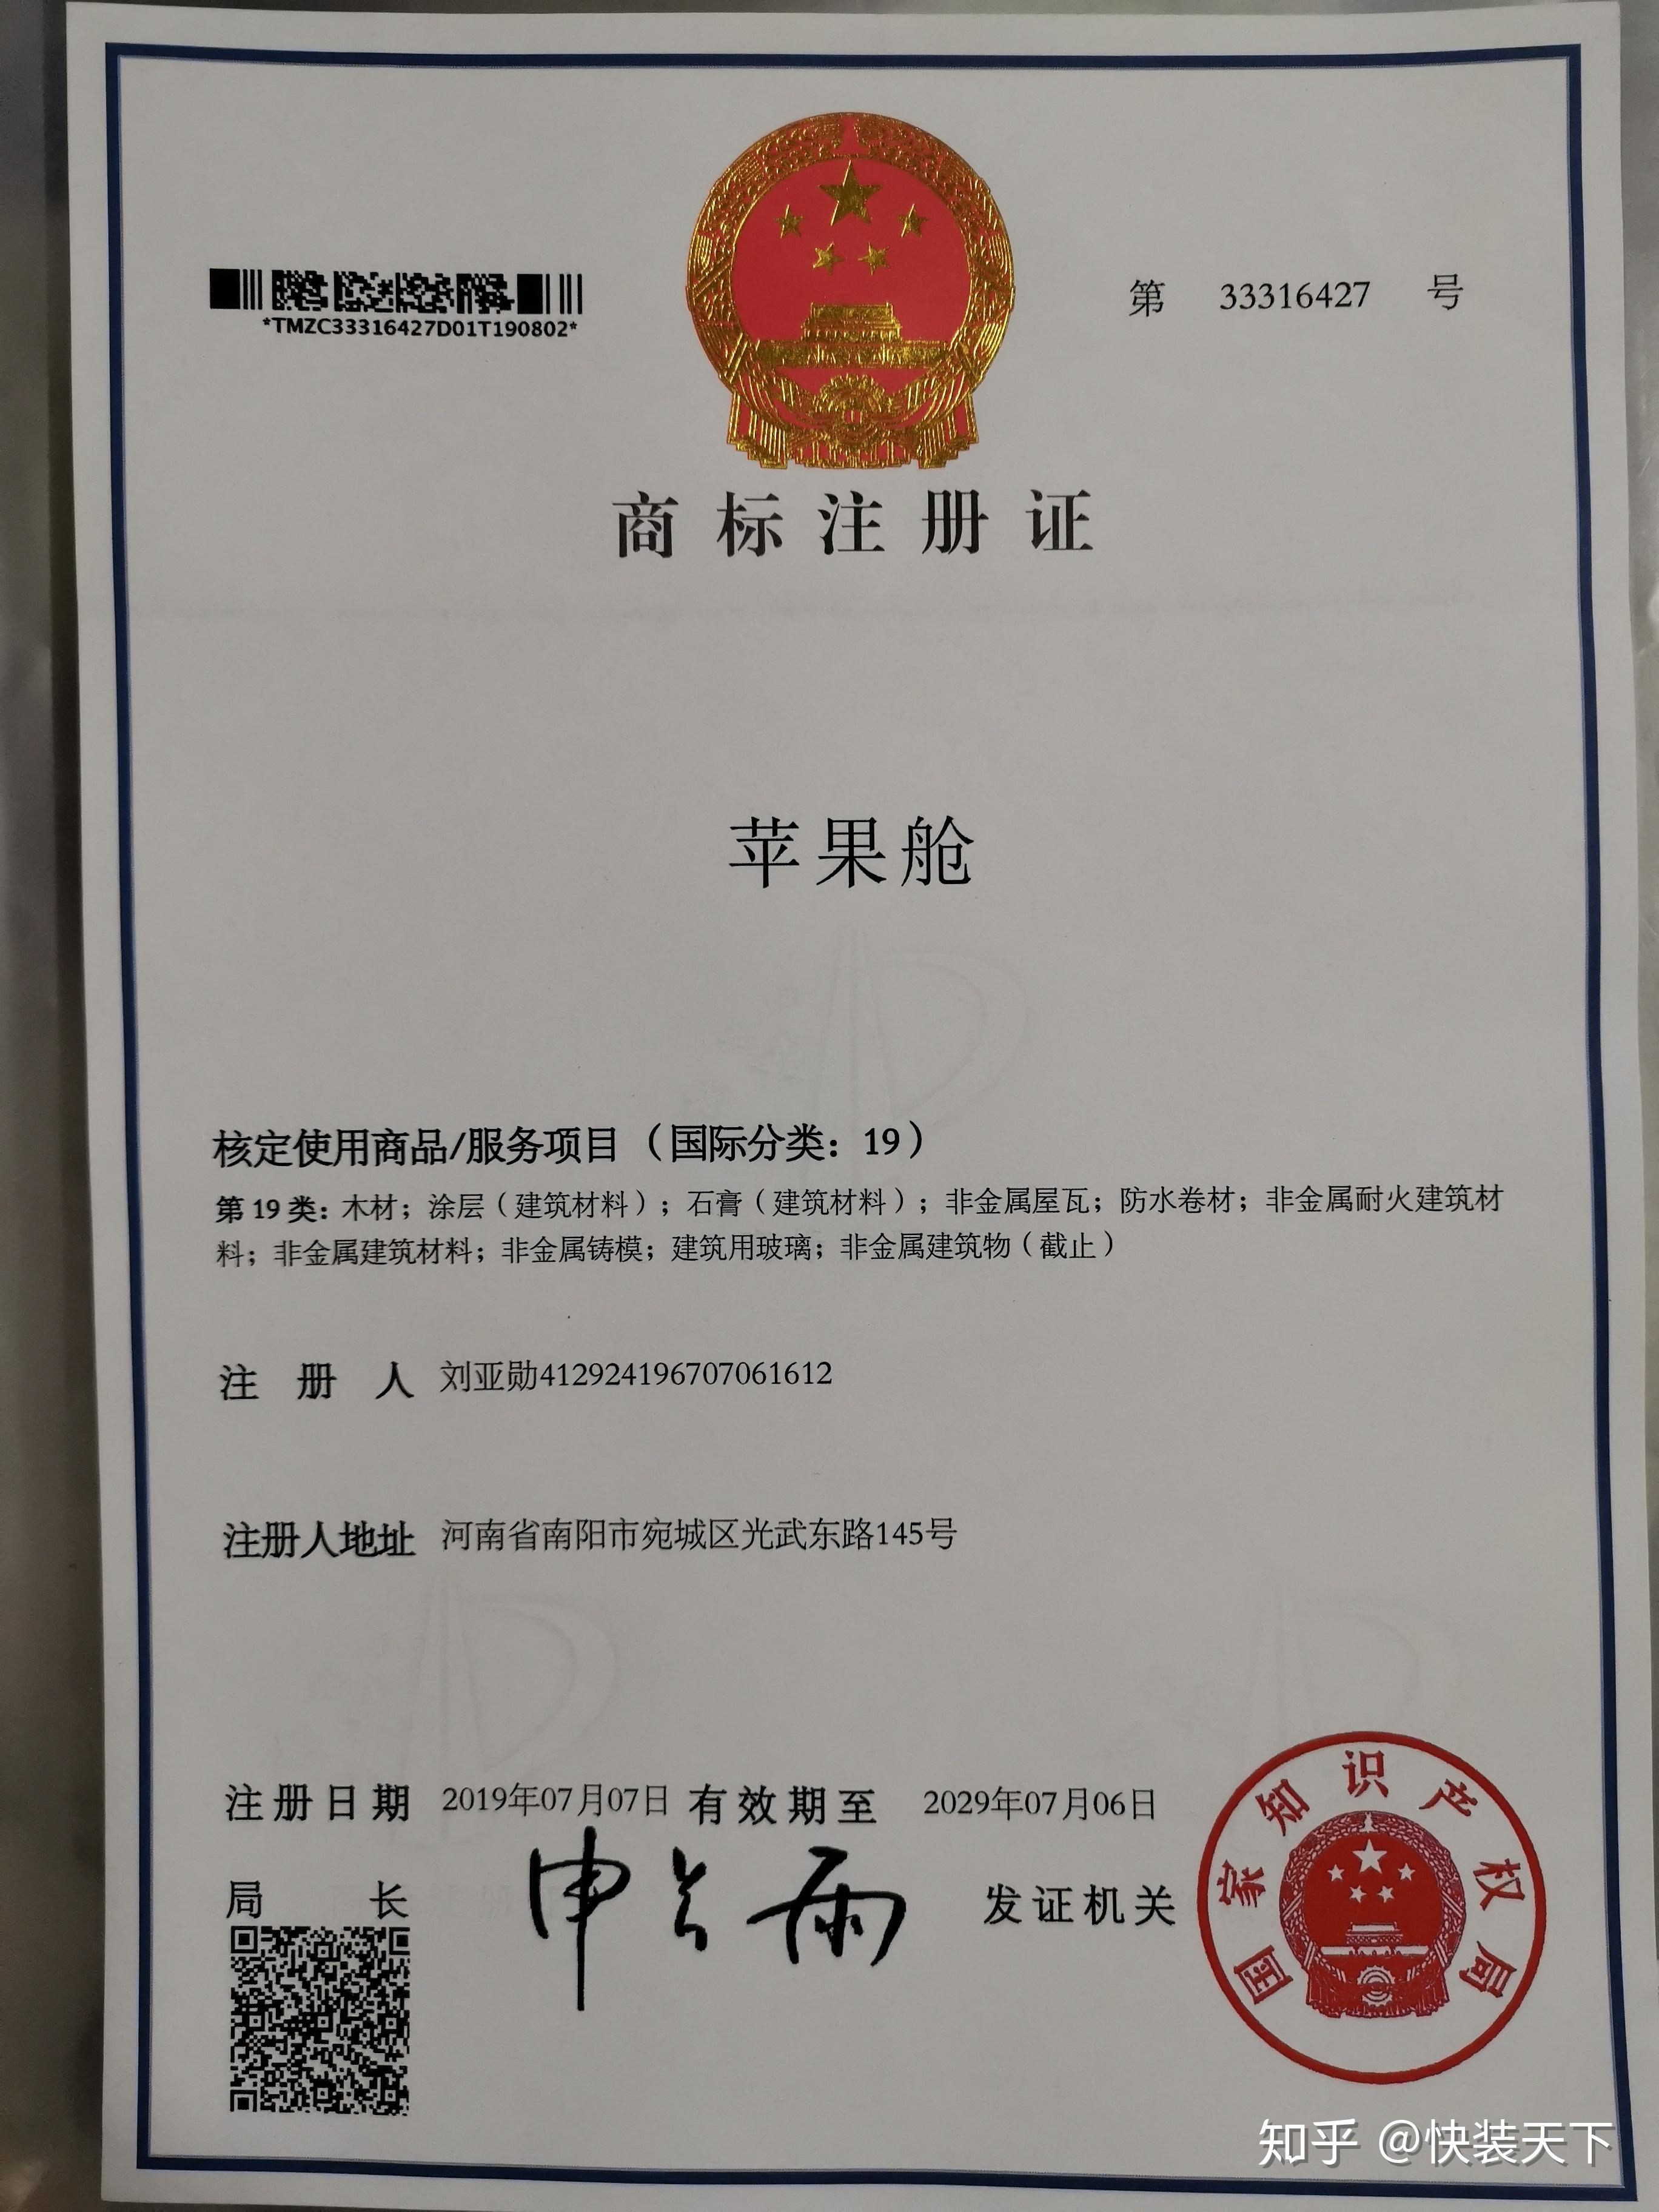 *TMZC33316427D01T190802*
第 33316427 号
商标注册证
苹果舱
核定使用商品/服务项目（国际分类：19）
第19类：木材；涂层（建筑材料）；石膏（建筑材料）；非金属屋瓦；防水卷材；非金属耐火建筑材
料；非金属建筑材料；非金属铸模；建筑用玻璃；非金属建筑物（截止）
注册人 刘亚勋412924196707061612
注册人地址 河南省南阳市宛城区光武东路145号
注册日期 2019年07月07日 有效期至 2029年07月06日
局长 申长雨 发证机关
国家知识产权局
知乎 @快装天下